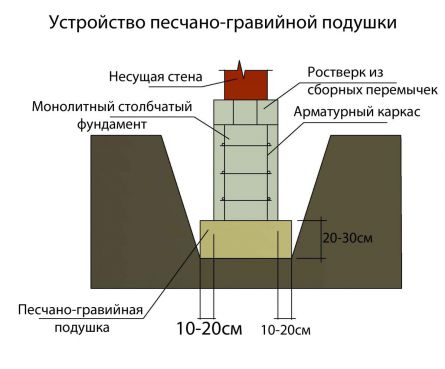 Устройство песчано-гравийной подушки
Несущая стена
Ростверк из
сборных перемычек
Монолитный столбчатый
фундамент
Арматурный каркас
20-30см
Песчано-гравийная
подушка
10-20см
10-20см